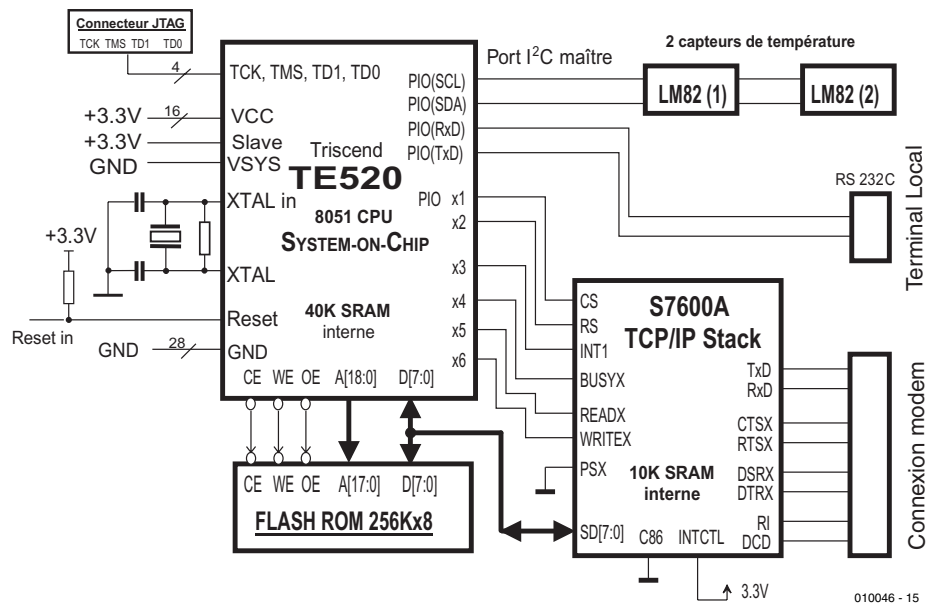 Connecteur JTAG
TCK TMS TD1 TD0
4
TCK, TMS, TD1, TD0
+3.3V
16
VCC
+3.3V
Slave
GND
VSYS
XTAL in
+3.3V
XTAL
Reset in
Reset
GND
28
GND
Triscend
TE520
8051 CPU
SYSTEM-ON-CHIP
40K SRAM
interne
PIO(SCL)
PIO(SDA)
PIO(RxD)
PIO(TxD)
PIO x1
x2
x3
x4
x5
x6
CE WE OE A[18:0] D[7:0]
CE WE OE A[17:0] D[7:0]
FLASH ROM 256Kx8
Port I2C maître
2 capteurs de température
LM82 (1)
LM82 (2)
RS 232C
Terminal Local
S7600A
TCP/IP Stack
CS
RS
INT1
BUSYX
READX
WRITEX
PSX
10K SRAM
interne
SD[7:0]
C86
INTCTL
3.3V
TxD
RxD
CTSX
RTSX
DSRX
DTRX
RI
DCD
Connexion modem
010046 - 15